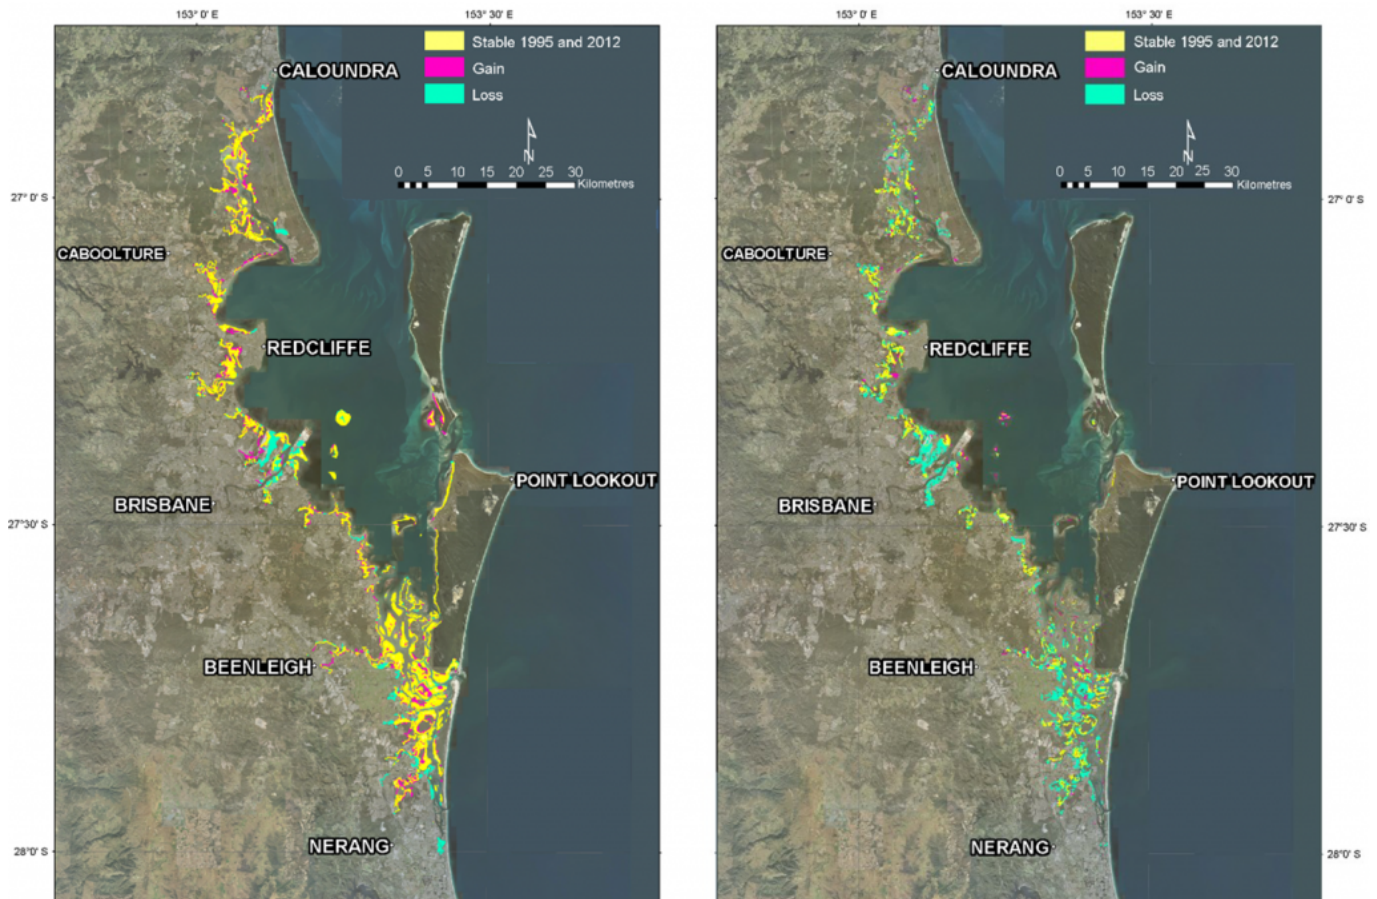 153° 0' E
153° 30' E
Stable 1995 and 2012
Gain
Loss
CALOUNDRA
N
0 5 10 15 20 25 30
Kilometres
27° 0' S
CABOOLTURE
REDCLIFFE
POINT LOOKOUT
BRISBANE
27°30' S
BEENLEIGH
NERANG
28°0' S
153° 0' E
153° 30' E
Stable 1995 and 2012
Gain
Loss
CALOUNDRA
N
0 5 10 15 20 25 30
Kilometres
27° 0' S
CABOOLTURE
REDCLIFFE
POINT LOOKOUT
BRISBANE
27°30' S
BEENLEIGH
NERANG
28°0' S